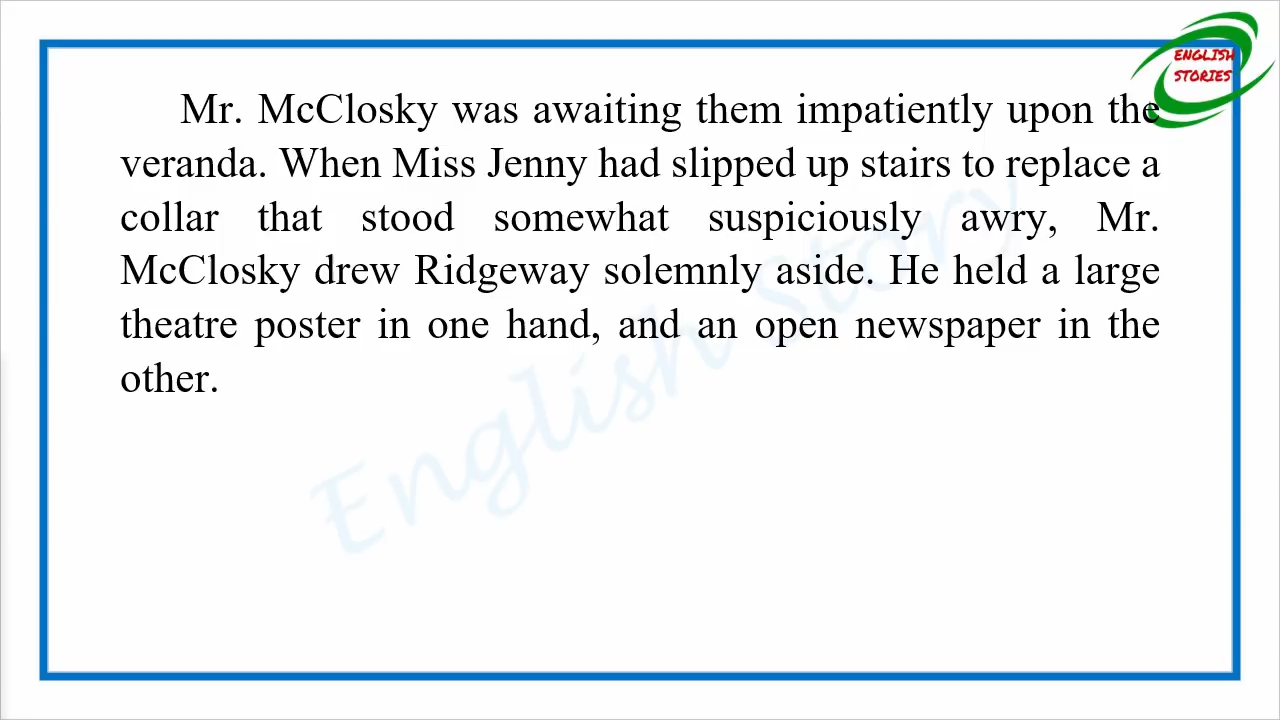 ENGLISH
STORIES
Mr. McClosky was awaiting them impatiently upon the
veranda. When Miss Jenny had slipped up stairs to replace a
collar that stood somewhat suspiciously awry, Mr.
McClosky drew Ridgeway solemnly aside. He held a large
theatre poster in one hand, and an open newspaper in the
other.
English Story